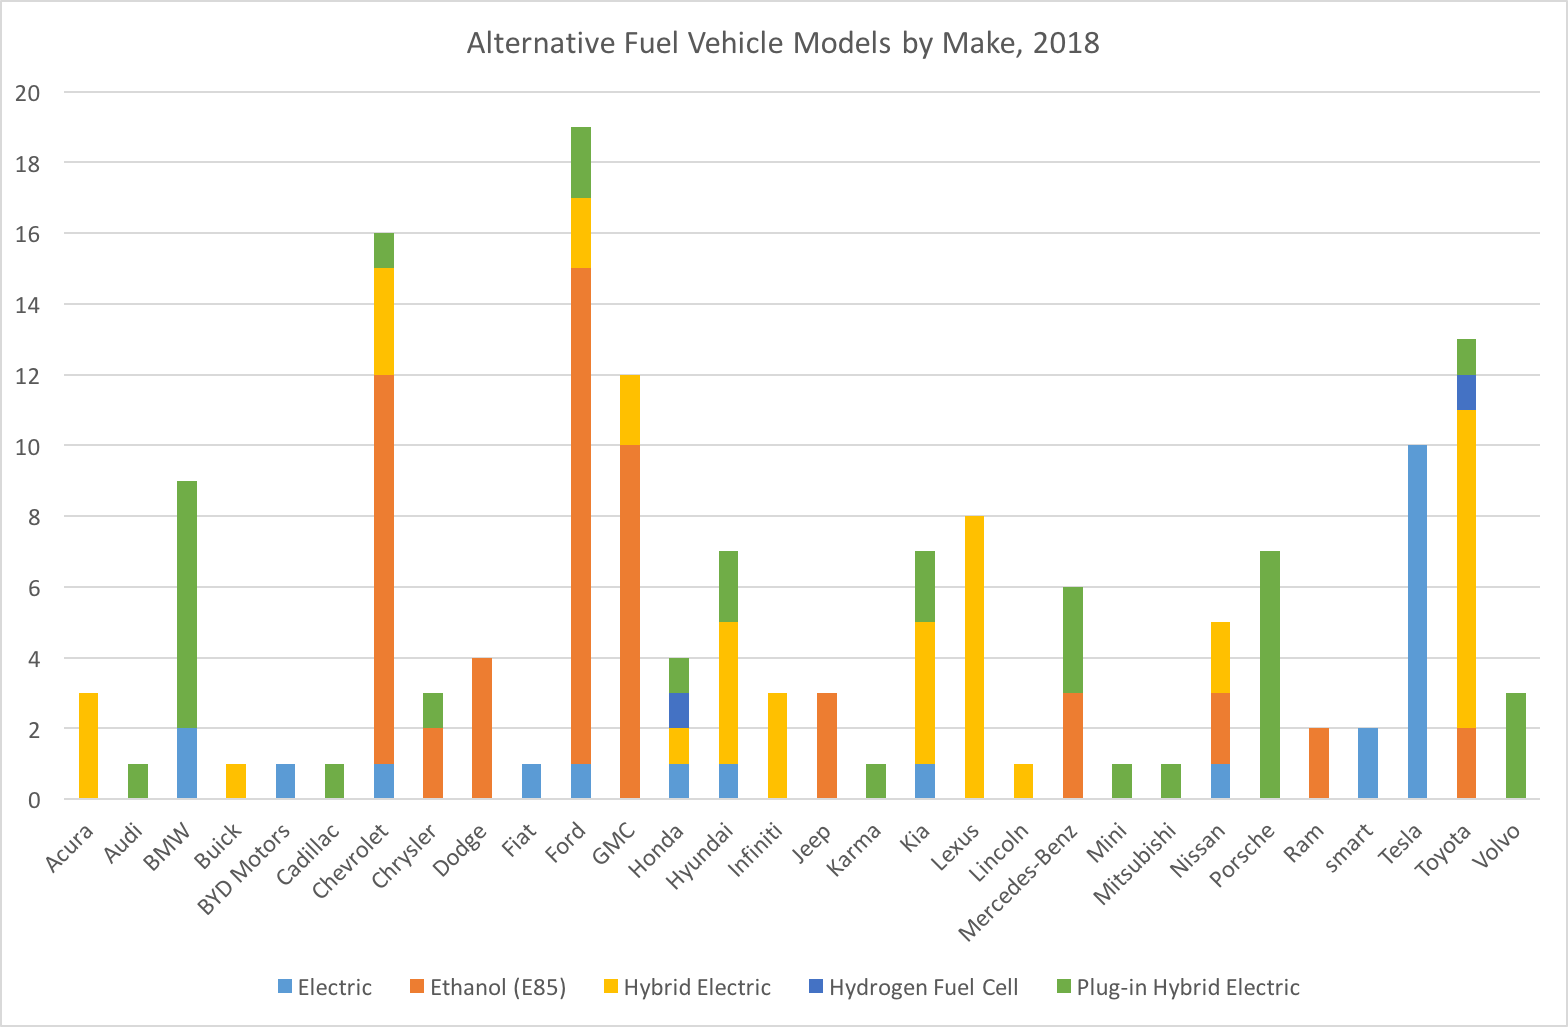 Alternative Fuel Vehicle Models by Make, 2018
20
18
16
14
12
10
8
6
4
2
0
Acura
Audi
BMW
Buick
BYD Motors
Cadillac
Chevrolet
Chrysler
Dodge
Fiat
Ford
GMC
Honda
Hyundai
Infiniti
Jeep
Karma
Kia
Lexus
Lincoln
Mercedes-Benz
Mini
Mitsubishi
Nissan
Porsche
Ram
smart
Tesla
Toyota
Volvo
Electric
Ethanol (E85)
Hybrid Electric
Hydrogen Fuel Cell
Plug-in Hybrid Electric